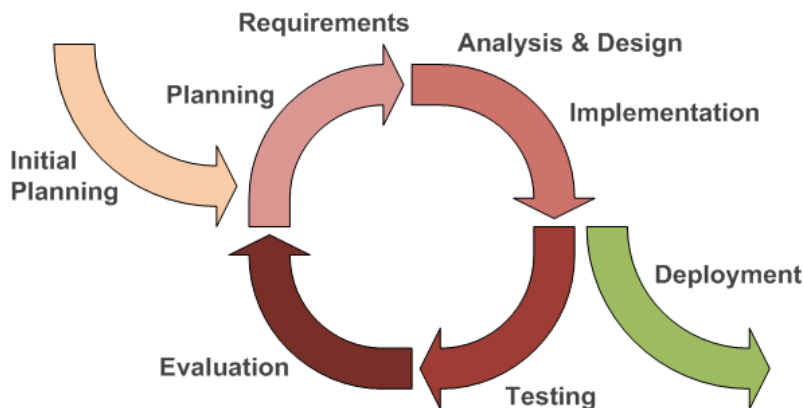 Requirements
Analysis & Design
Planning
Implementation
Initial
Planning
Deployment
Evaluation
Testing